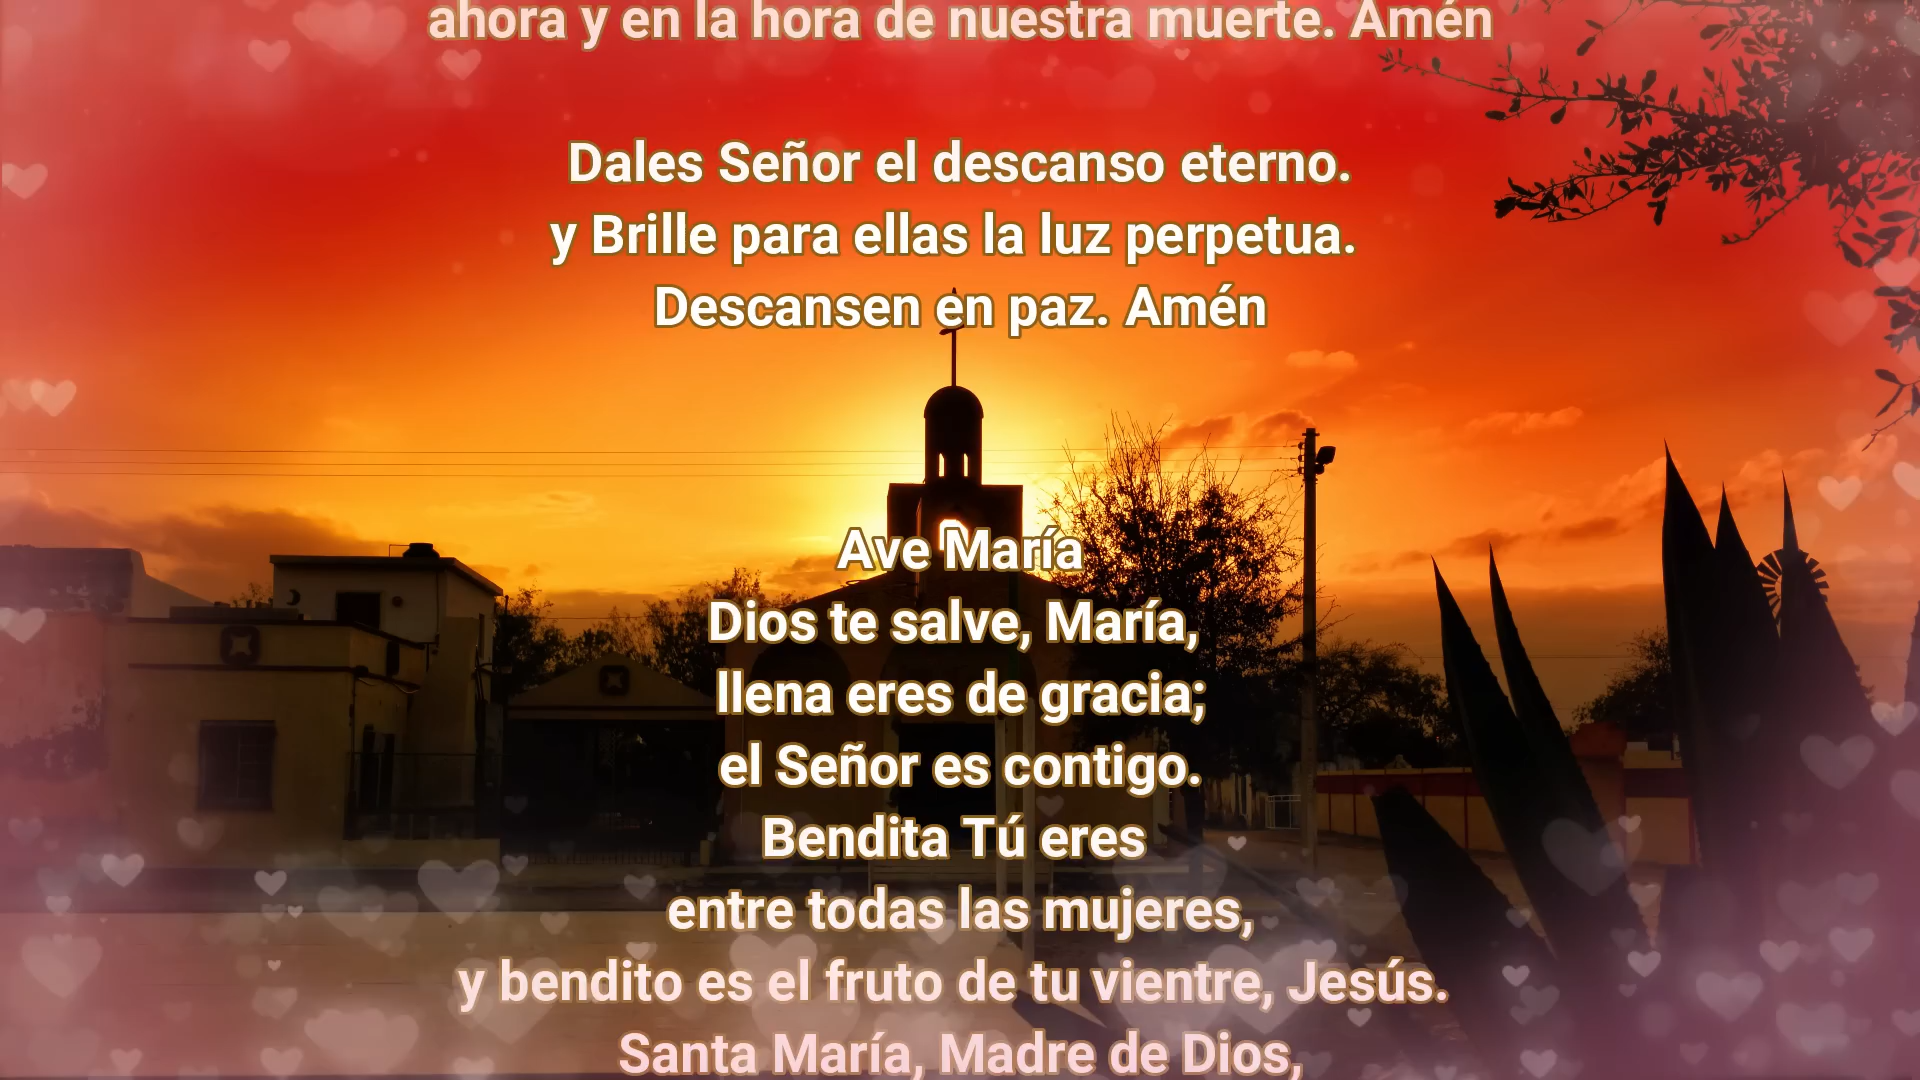 ahora y en la hora de nuestra muerte. Amén
Dales Señor el descanso eterno.
y Brille para ellas la luz perpetua.
Descansen en paz. Amén
Ave María
Dios te salve, María,
llena eres de gracia;
el Señor es contigo.
Bendita Tú eres
entre todas las mujeres,
y bendito es el fruto de tu vientre, Jesús.
Santa María, Madre de Dios,